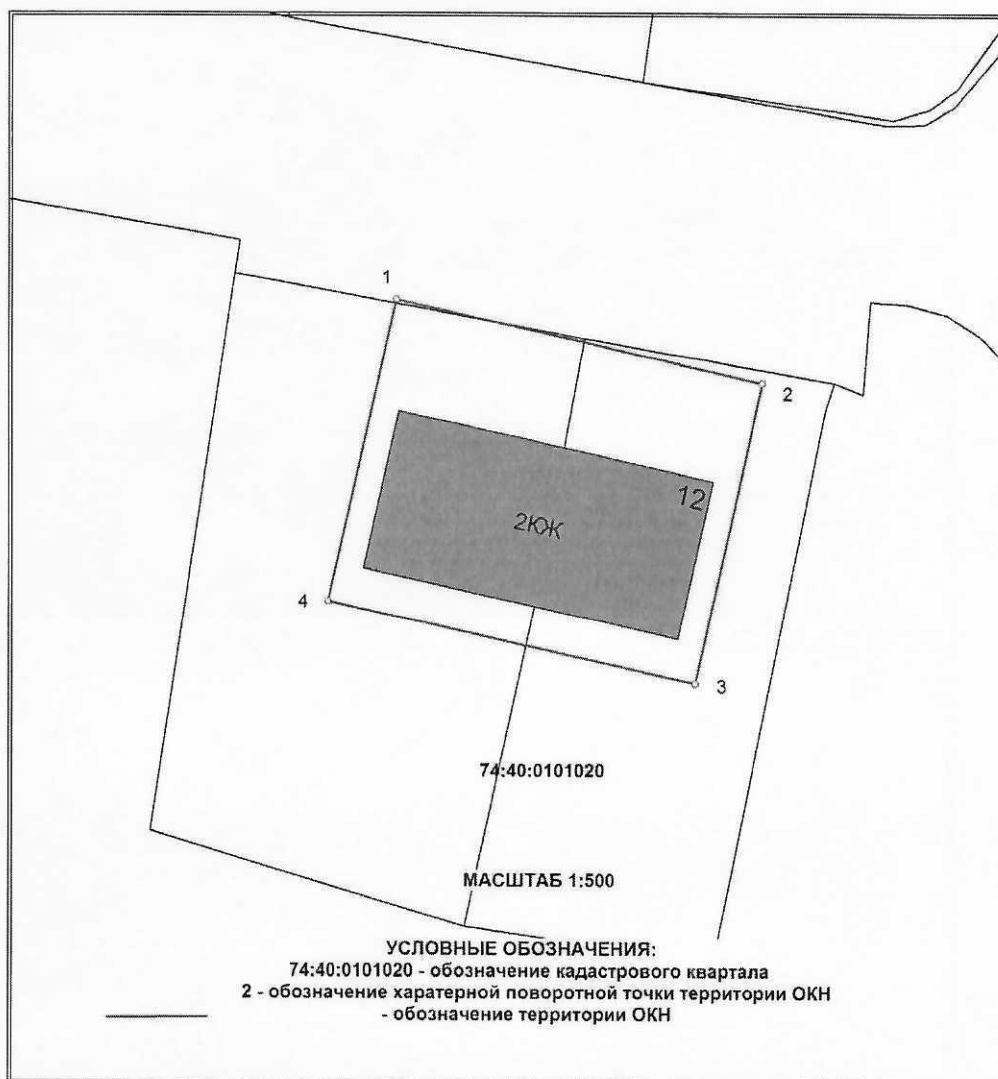 1
2
12
2КЖ
4
3
74:40:0101020
МАСШТАБ 1:500
УСЛОВНЫЕ ОБОЗНАЧЕНИЯ:
74:40:0101020 - обозначение кадастрового квартала
2 - обозначение харатерной поворотной точки территории ОКН
- обозначение территории ОКН